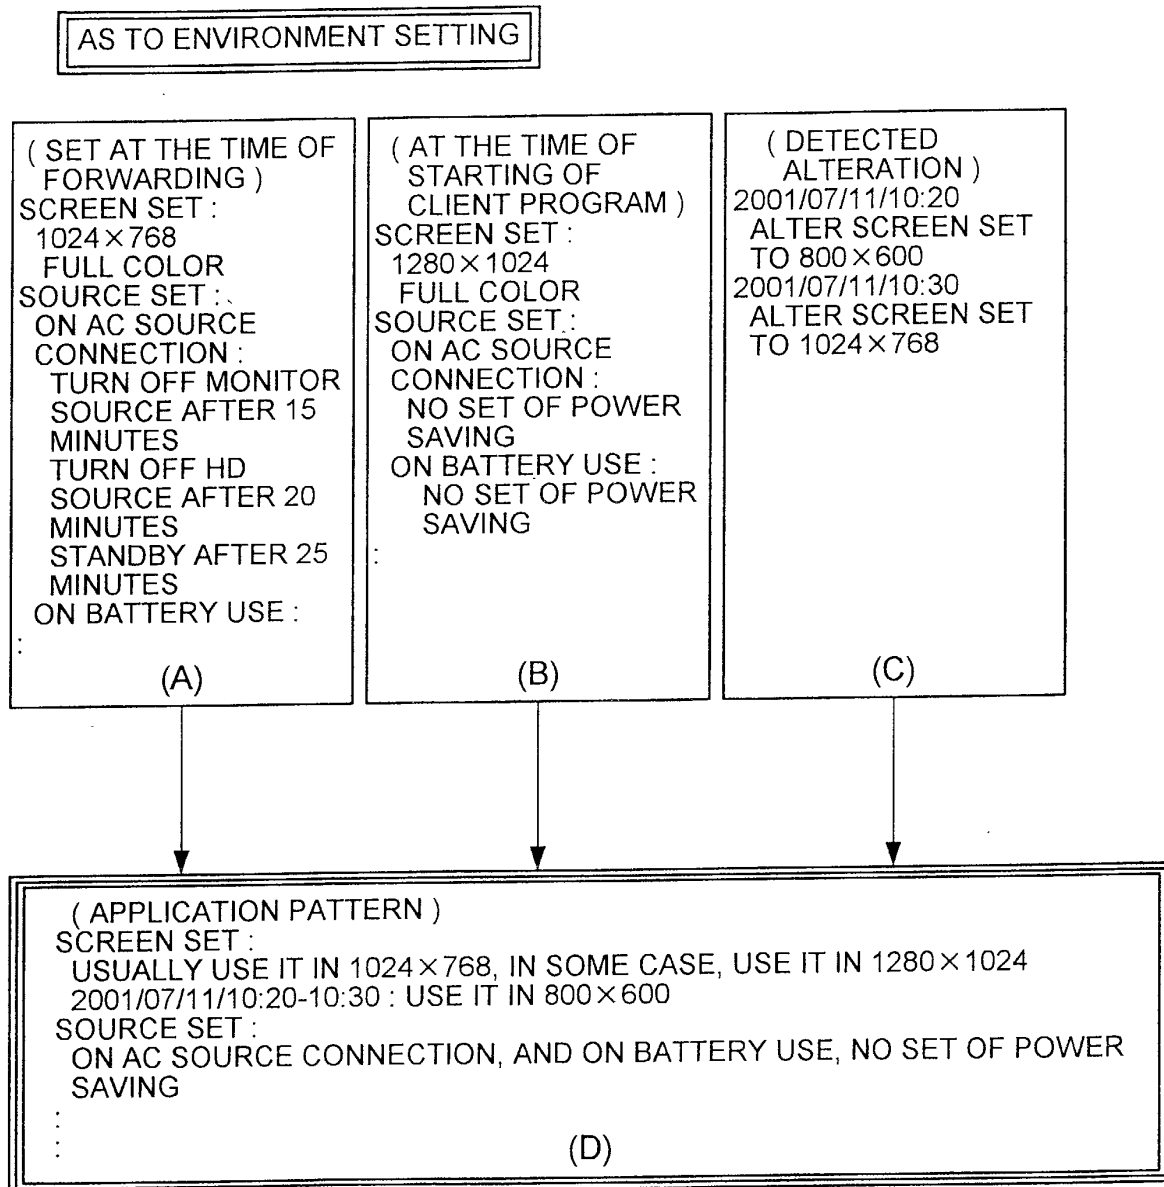 AS TO ENVIRONMENT SETTING
( SET AT THE TIME OF
FORWARDING )
SCREEN SET :
1024×768
FULL COLOR
SOURCE SET :
ON AC SOURCE
CONNECTION :
TURN OFF MONITOR
SOURCE AFTER 15
MINUTES
TURN OFF HD
SOURCE AFTER 20
MINUTES
STANDBY AFTER 25
MINUTES
ON BATTERY USE :
:
(A)
( AT THE TIME OF
STARTING OF
CLIENT PROGRAM )
SCREEN SET :
1280×1024
FULL COLOR
SOURCE SET :
ON AC SOURCE
CONNECTION :
NO SET OF POWER
SAVING
ON BATTERY USE :
NO SET OF POWER
SAVING
:
(B)
( DETECTED
ALTERATION )
2001/07/11/10:20
ALTER SCREEN SET
TO 800×600
2001/07/11/10:30
ALTER SCREEN SET
TO 1024×768
(C)
( APPLICATION PATTERN )
SCREEN SET :
USUALLY USE IT IN 1024×768, IN SOME CASE, USE IT IN 1280×1024
2001/07/11/10:20-10:30 : USE IT IN 800×600
SOURCE SET :
ON AC SOURCE CONNECTION, AND ON BATTERY USE, NO SET OF POWER
SAVING
:
:
(D)